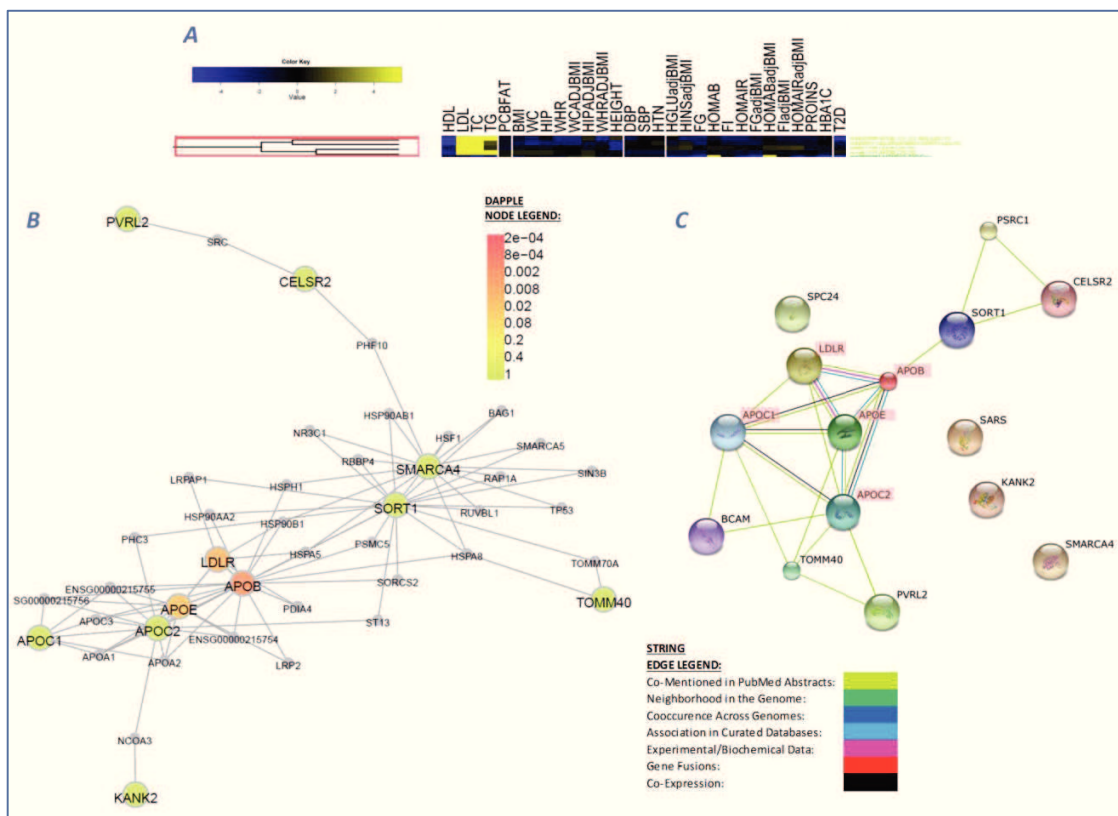 A
Color Key
-4 -2 0 2 4
Value
HDL
LDL
TC
TG
PCBFAT
BMI
WC
HIP
WHR
WCADJBMI
HIPADJBMI
WHRADJBMI
HEIGHT
DBP
SBP
HTN
HGLUadjBMI
HINSadjBMI
FG
HOMAB
FI
HOMAIR
FGadjBMI
HOMABadjBMI
FIadjBMI
HOMAIRadjBMI
PROINS
HBA1C
T2D
B
DAPPLE
NODE LEGEND:
2e-04
8e-04
0.002
0.008
0.02
0.08
0.2
0.4
1
PVRL2
SRC
CELSR2
PHF10
HSP90AB1
BAG1
NR3C1
HSF1
SMARCA5
RBBP4
SMARCA4
SIN3B
LRPAP1
HSPH1
RAP1A
SORT1
TP53
HSP90AA2
HSP90B1
RUVBL1
PHC3
PSMC5
LDLR
HSPA5
HSPA8
TOMM70A
ENSG00000215755
APOB
SORCS2
SG00000215756
APOE
PDIA4
TOMM40
APOC3
APOC2
ST13
APOC1
ENSG00000215754
APOA1
APOA2
LRP2
NCOA3
KANK2
C
PSRC1
CELSR2
SPC24
SORT1
LDLR
APOB
APOC1
APOE
SARS
KANK2
APOC2
BCAM
SMARCA4
TOMM40
PVRL2
STRING
EDGE LEGEND:
Co-Mentioned in PubMed Abstracts:
Neighborhood in the Genome:
Cooccurence Across Genomes:
Association in Curated Databases:
Experimental/Biochemical Data:
Gene Fusions:
Co-Expression: